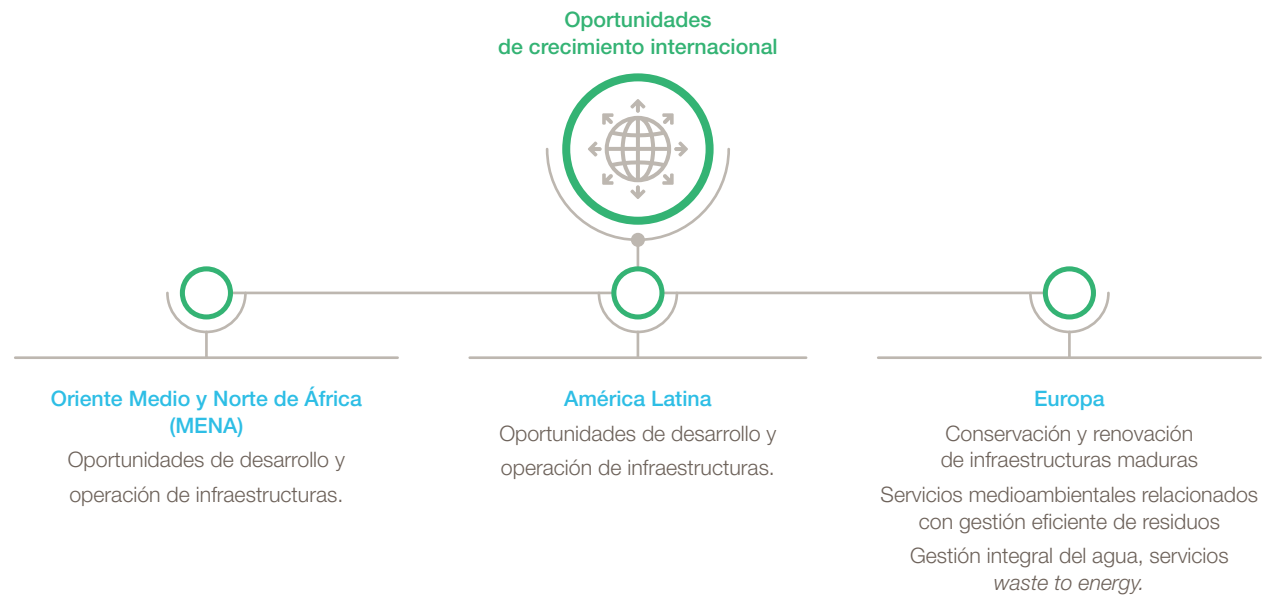 Oportunidades
de crecimiento internacional
Oriente Medio y Norte de África
(MENA)
Oportunidades de desarrollo y
operación de infraestructuras.
América Latina
Oportunidades de desarrollo y
operación de infraestructuras.
Europa
Conservación y renovación
de infraestructuras maduras
Servicios medioambientales relacionados
con gestión eficiente de residuos
Gestión integral del agua, servicios
waste to energy.